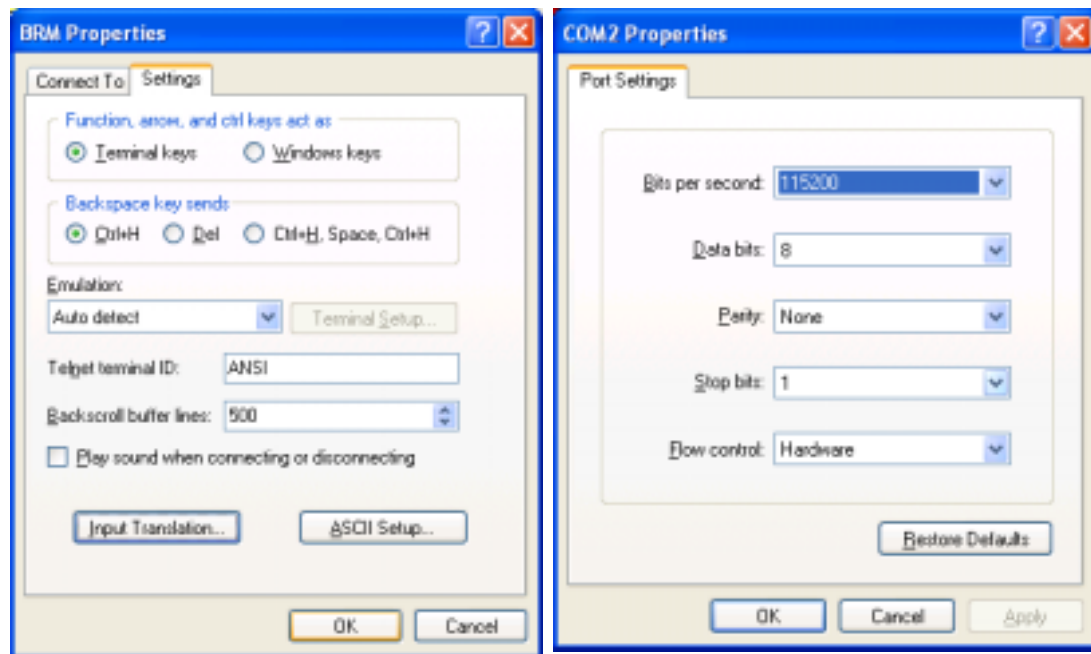 BRM Properties
Connect To Settings
Function, arrow, and ctrl keys act as
Terminal keys Windows keys
Backspace key sends
Ctrl+H Del Ctrl+H, Space, Ctrl+H
Emulation:
Auto detect Terminal Setup...
Telnet terminal ID: ANSI
Backscroll buffer lines: 500
Play sound when connecting or disconnecting
Input Translation... ASCII Setup...
OK Cancel
COM2 Properties
Port Settings
Bits per second: 115200
Data bits: 8
Parity: None
Stop bits: 1
Flow control: Hardware
Restore Defaults
OK Cancel Apply